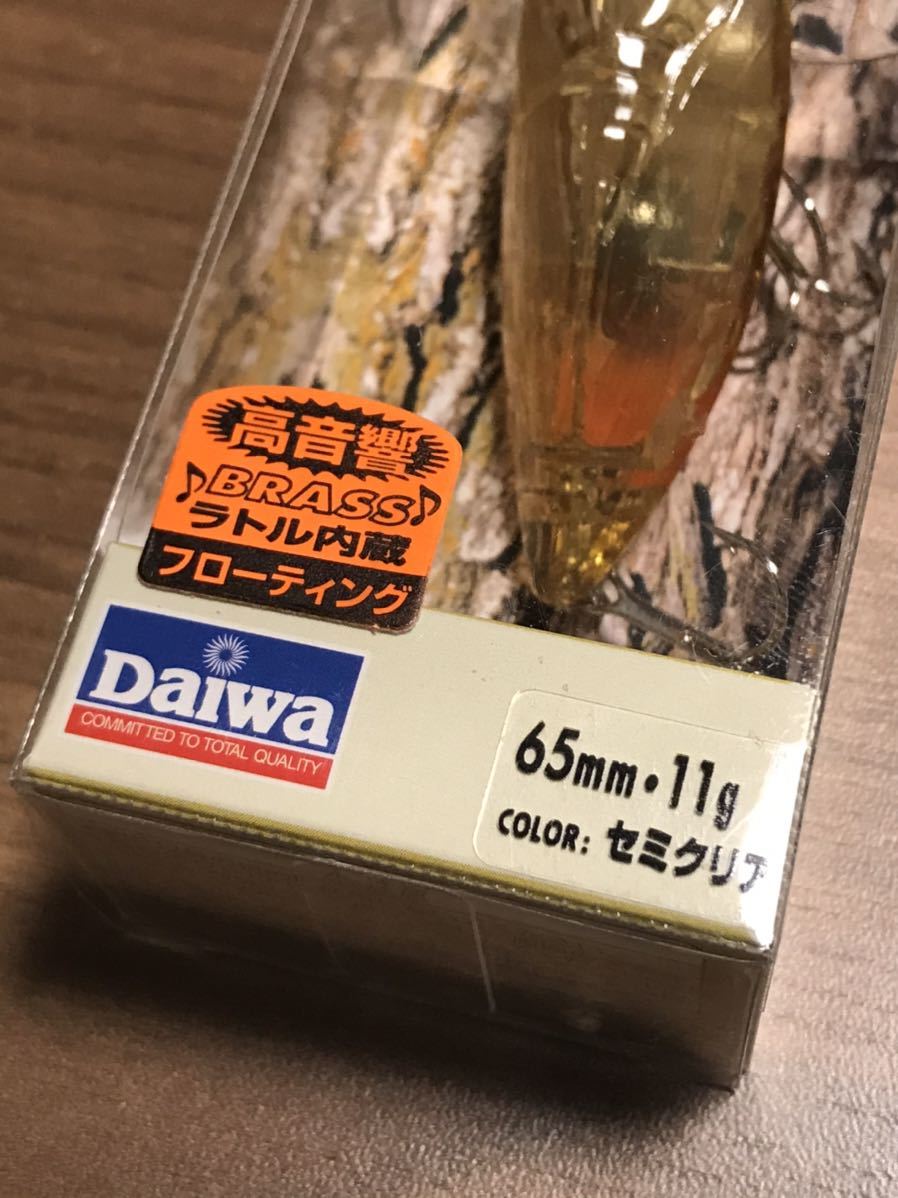 高音響
♪BRASS♪
ラトル内蔵
フローティング
Daiwa
COMMITTED TO TOTAL QUALITY
65mm・11g
COLOR: セミクリア